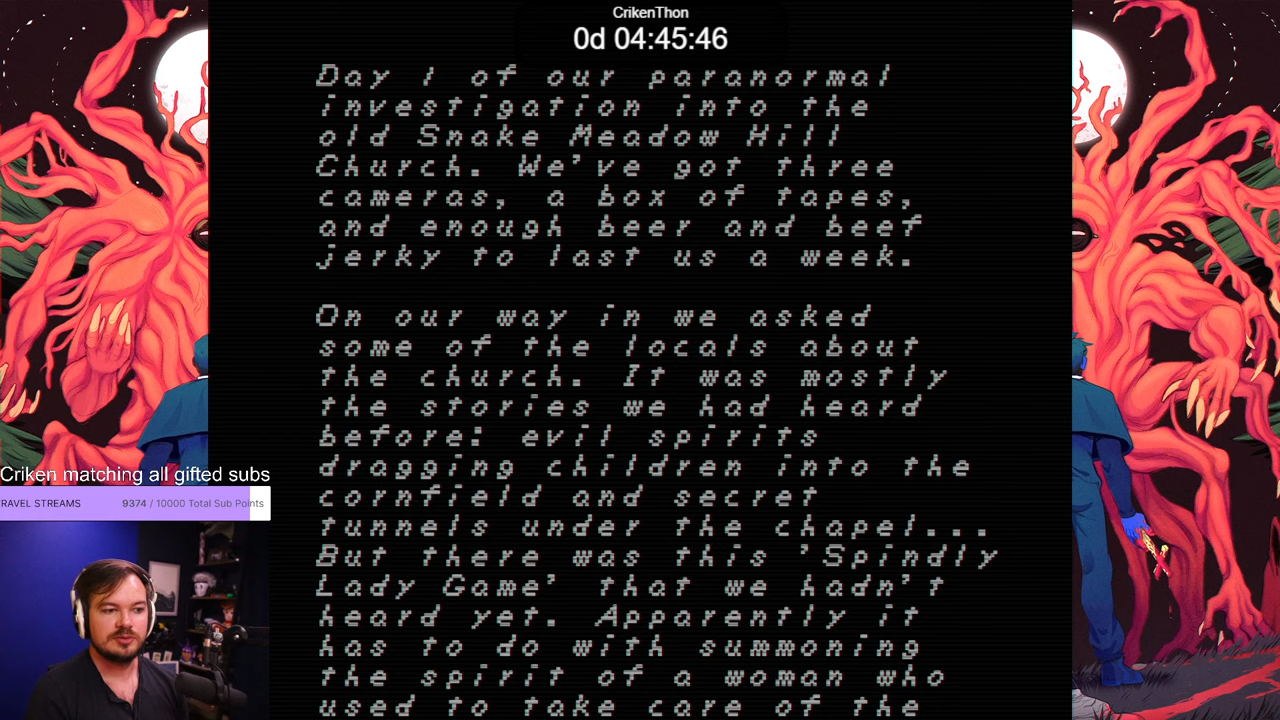 CrikenThon
0d 04:45:46
Day 1 of our paranormal
investigation into the
old Snake Meadow Hill
Church. We've got three
cameras, a box of tapes,
and enough beer and beef
jerky to last us a week.
On our way in we asked
some of the locals about
the church. It was mostly
the stories we had heard
before: evil spirits
dragging children into the
cornfield and secret
tunnels under the chapel...
But there was this 'Spindly
Lady Game' that we hadn't
heard yet. Apparently it
has to do with summoning
the spirit of a woman who
used to take care of the
Criken matching all gifted subs
RAVEL STREAMS 9374 / 10000 Total Sub Points